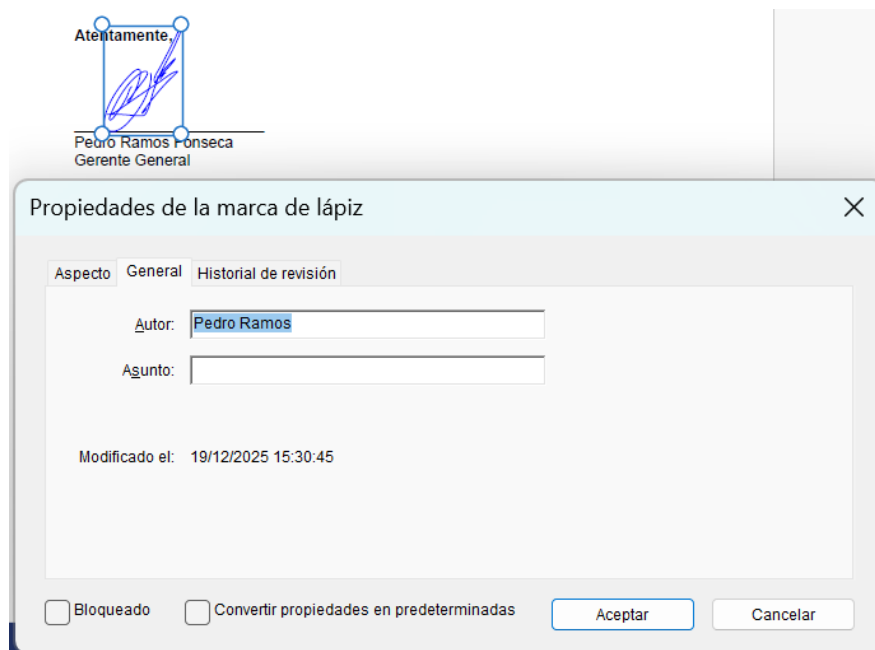 Atentamente,
Pedro Ramos Fonseca
Gerente General
Propiedades de la marca de lápiz
Aspecto General Historial de revisión
Autor: Pedro Ramos
Asunto:
Modificado el: 19/12/2025 15:30:45
Bloqueado Convertir propiedades en predeterminadas Aceptar Cancelar